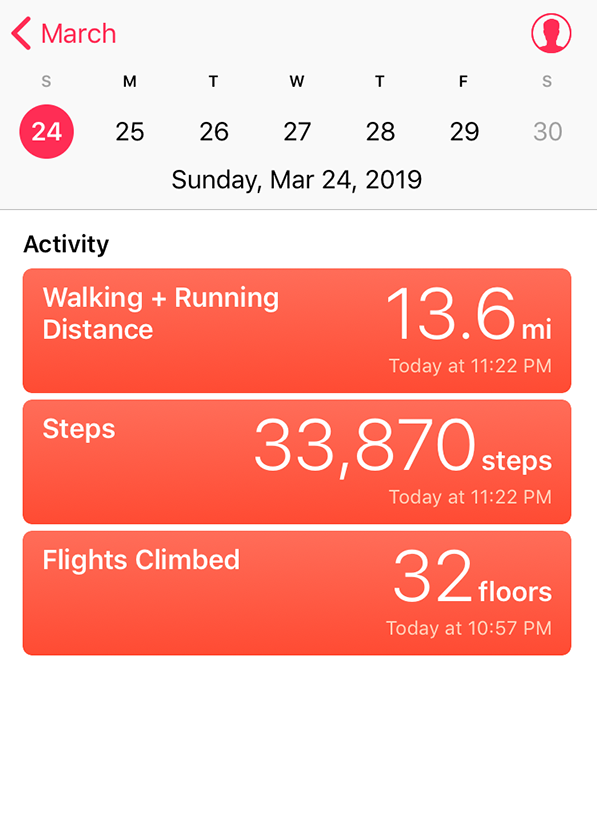 March
S M T W T F S
24 25 26 27 28 29 30
Sunday, Mar 24, 2019
Activity
Walking + Running
Distance
13.6 mi
Today at 11:22 PM
Steps
33,870 steps
Today at 11:22 PM
Flights Climbed
32 floors
Today at 10:57 PM